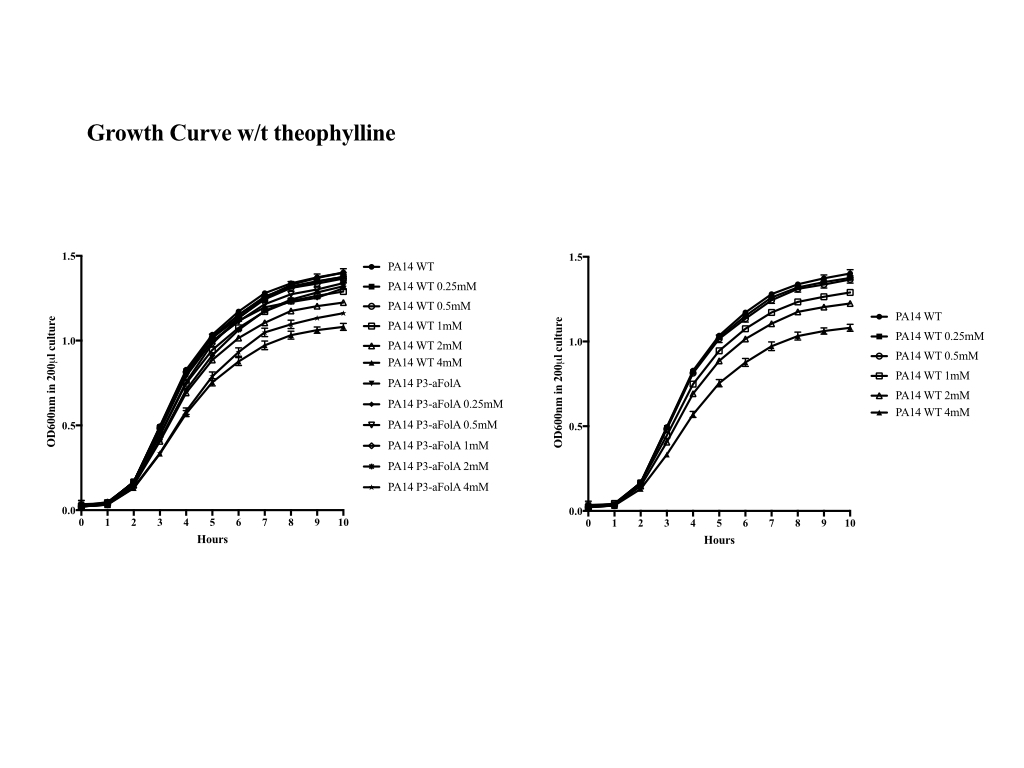 Growth Curve w/t theophylline
1.5
1.0
0.5
0.0
OD600nm in 200μl culture
0 1 2 3 4 5 6 7 8 9 10
Hours
PA14 WT
PA14 WT 0.25mM
PA14 WT 0.5mM
PA14 WT 1mM
PA14 WT 2mM
PA14 WT 4mM
PA14 P3-aFolA
PA14 P3-aFolA 0.25mM
PA14 P3-aFolA 0.5mM
PA14 P3-aFolA 1mM
PA14 P3-aFolA 2mM
PA14 P3-aFolA 4mM
1.5
1.0
0.5
0.0
OD600nm in 200μl culture
0 1 2 3 4 5 6 7 8 9 10
Hours
PA14 WT
PA14 WT 0.25mM
PA14 WT 0.5mM
PA14 WT 1mM
PA14 WT 2mM
PA14 WT 4mM